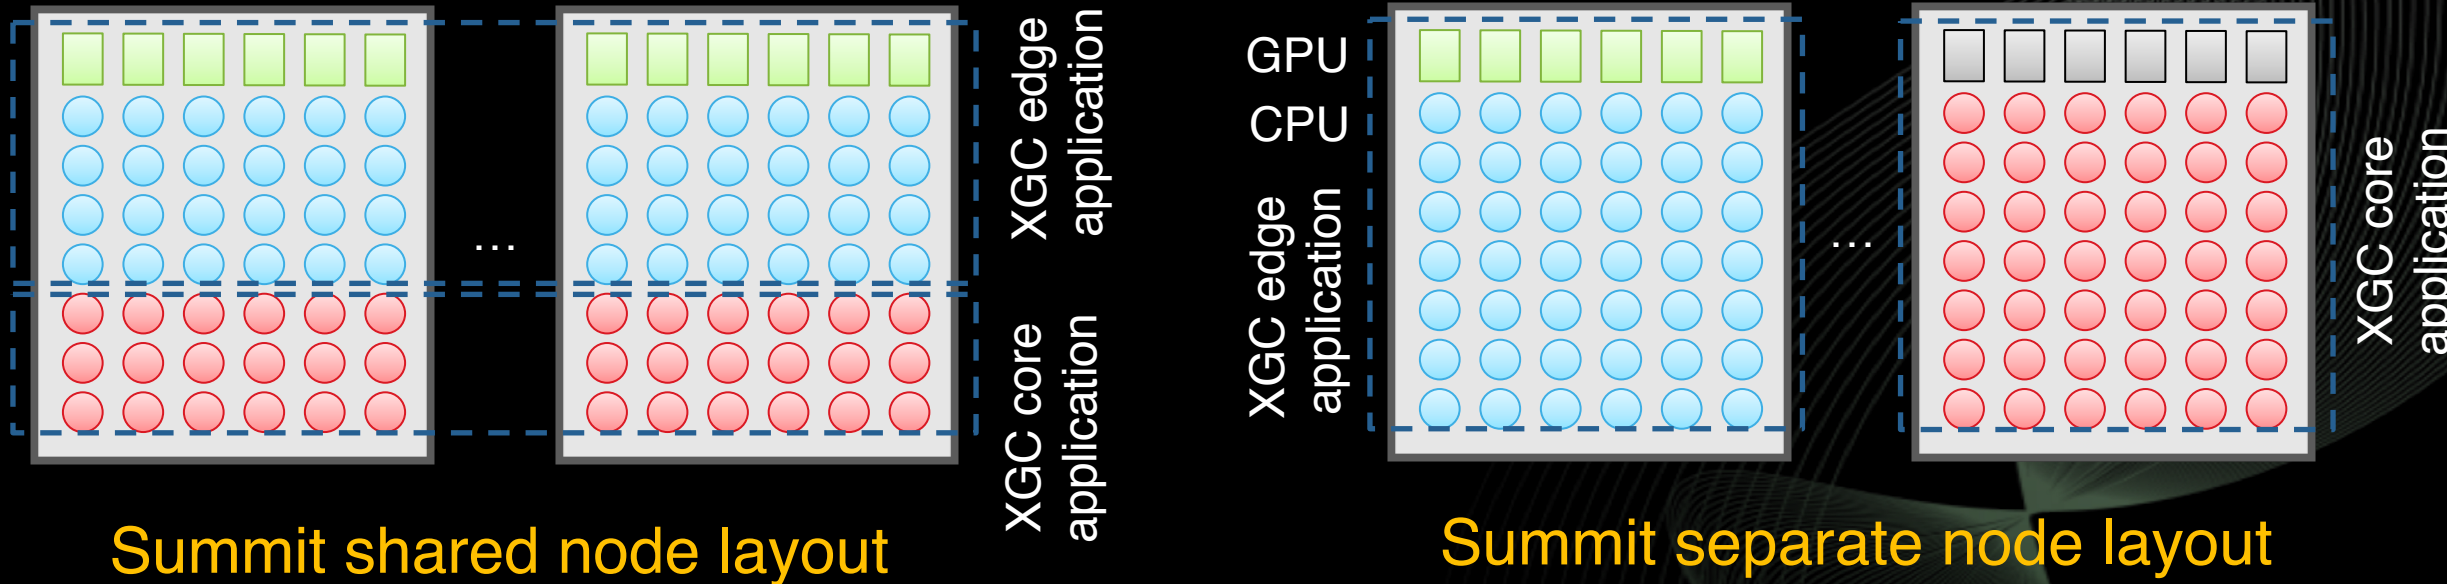 XGC edge
application
...
XGC core
application
Summit shared node layout
GPU
CPU
XGC edge
application
...
XGC core
application
Summit separate node layout